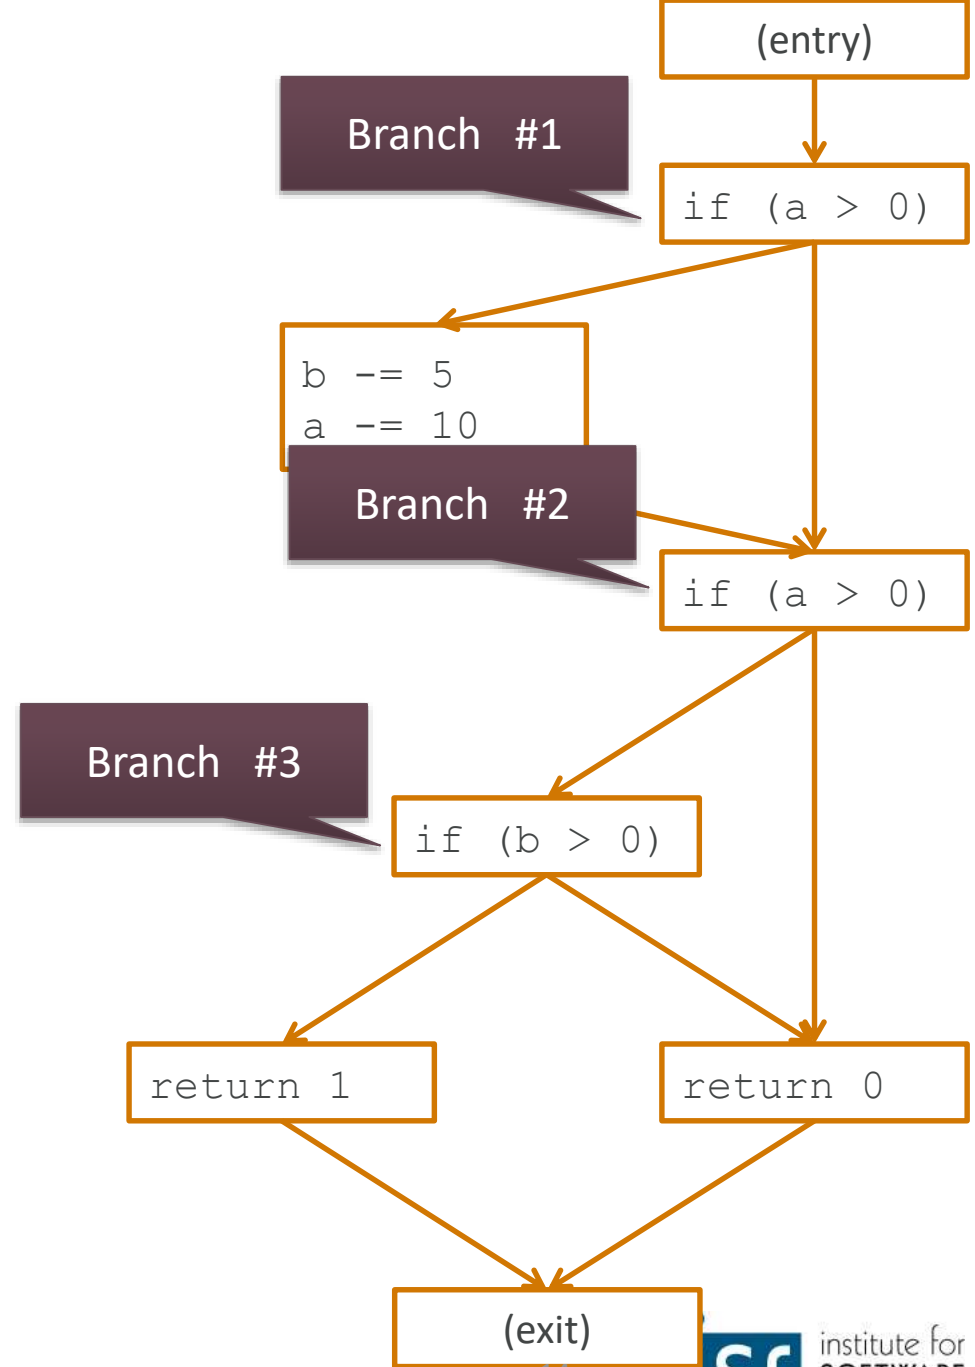 (entry)
Branch #1
if (a > 0)
b -= 5
a -= 10
Branch #2
if (a > 0)
Branch #3
if (b > 0)
return 1
return 0
(exit)
institute for